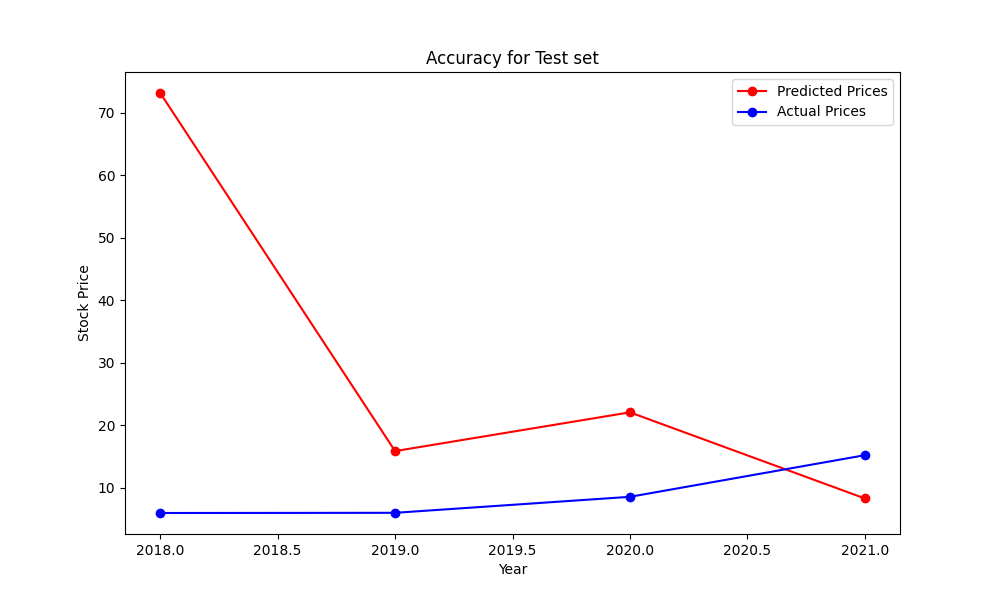 Accuracy for Test set
Predicted Prices
Actual Prices
Stock Price
70
60
50
40
30
20
10
2018.0 2018.5 2019.0 2019.5 2020.0 2020.5 2021.0
Year